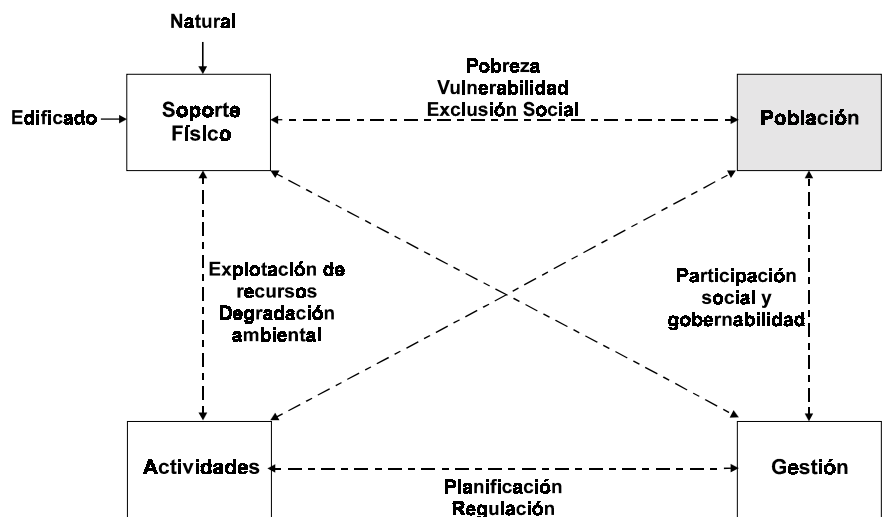 Natural
Pobreza
Vulnerabilidad
Exclusión Social
Edificado
Soporte
Físico
Población
Explotación de
recursos
Degradación
ambiental
Participación
social y
gobernabilidad
Actividades
Gestión
Planificación
Regulación